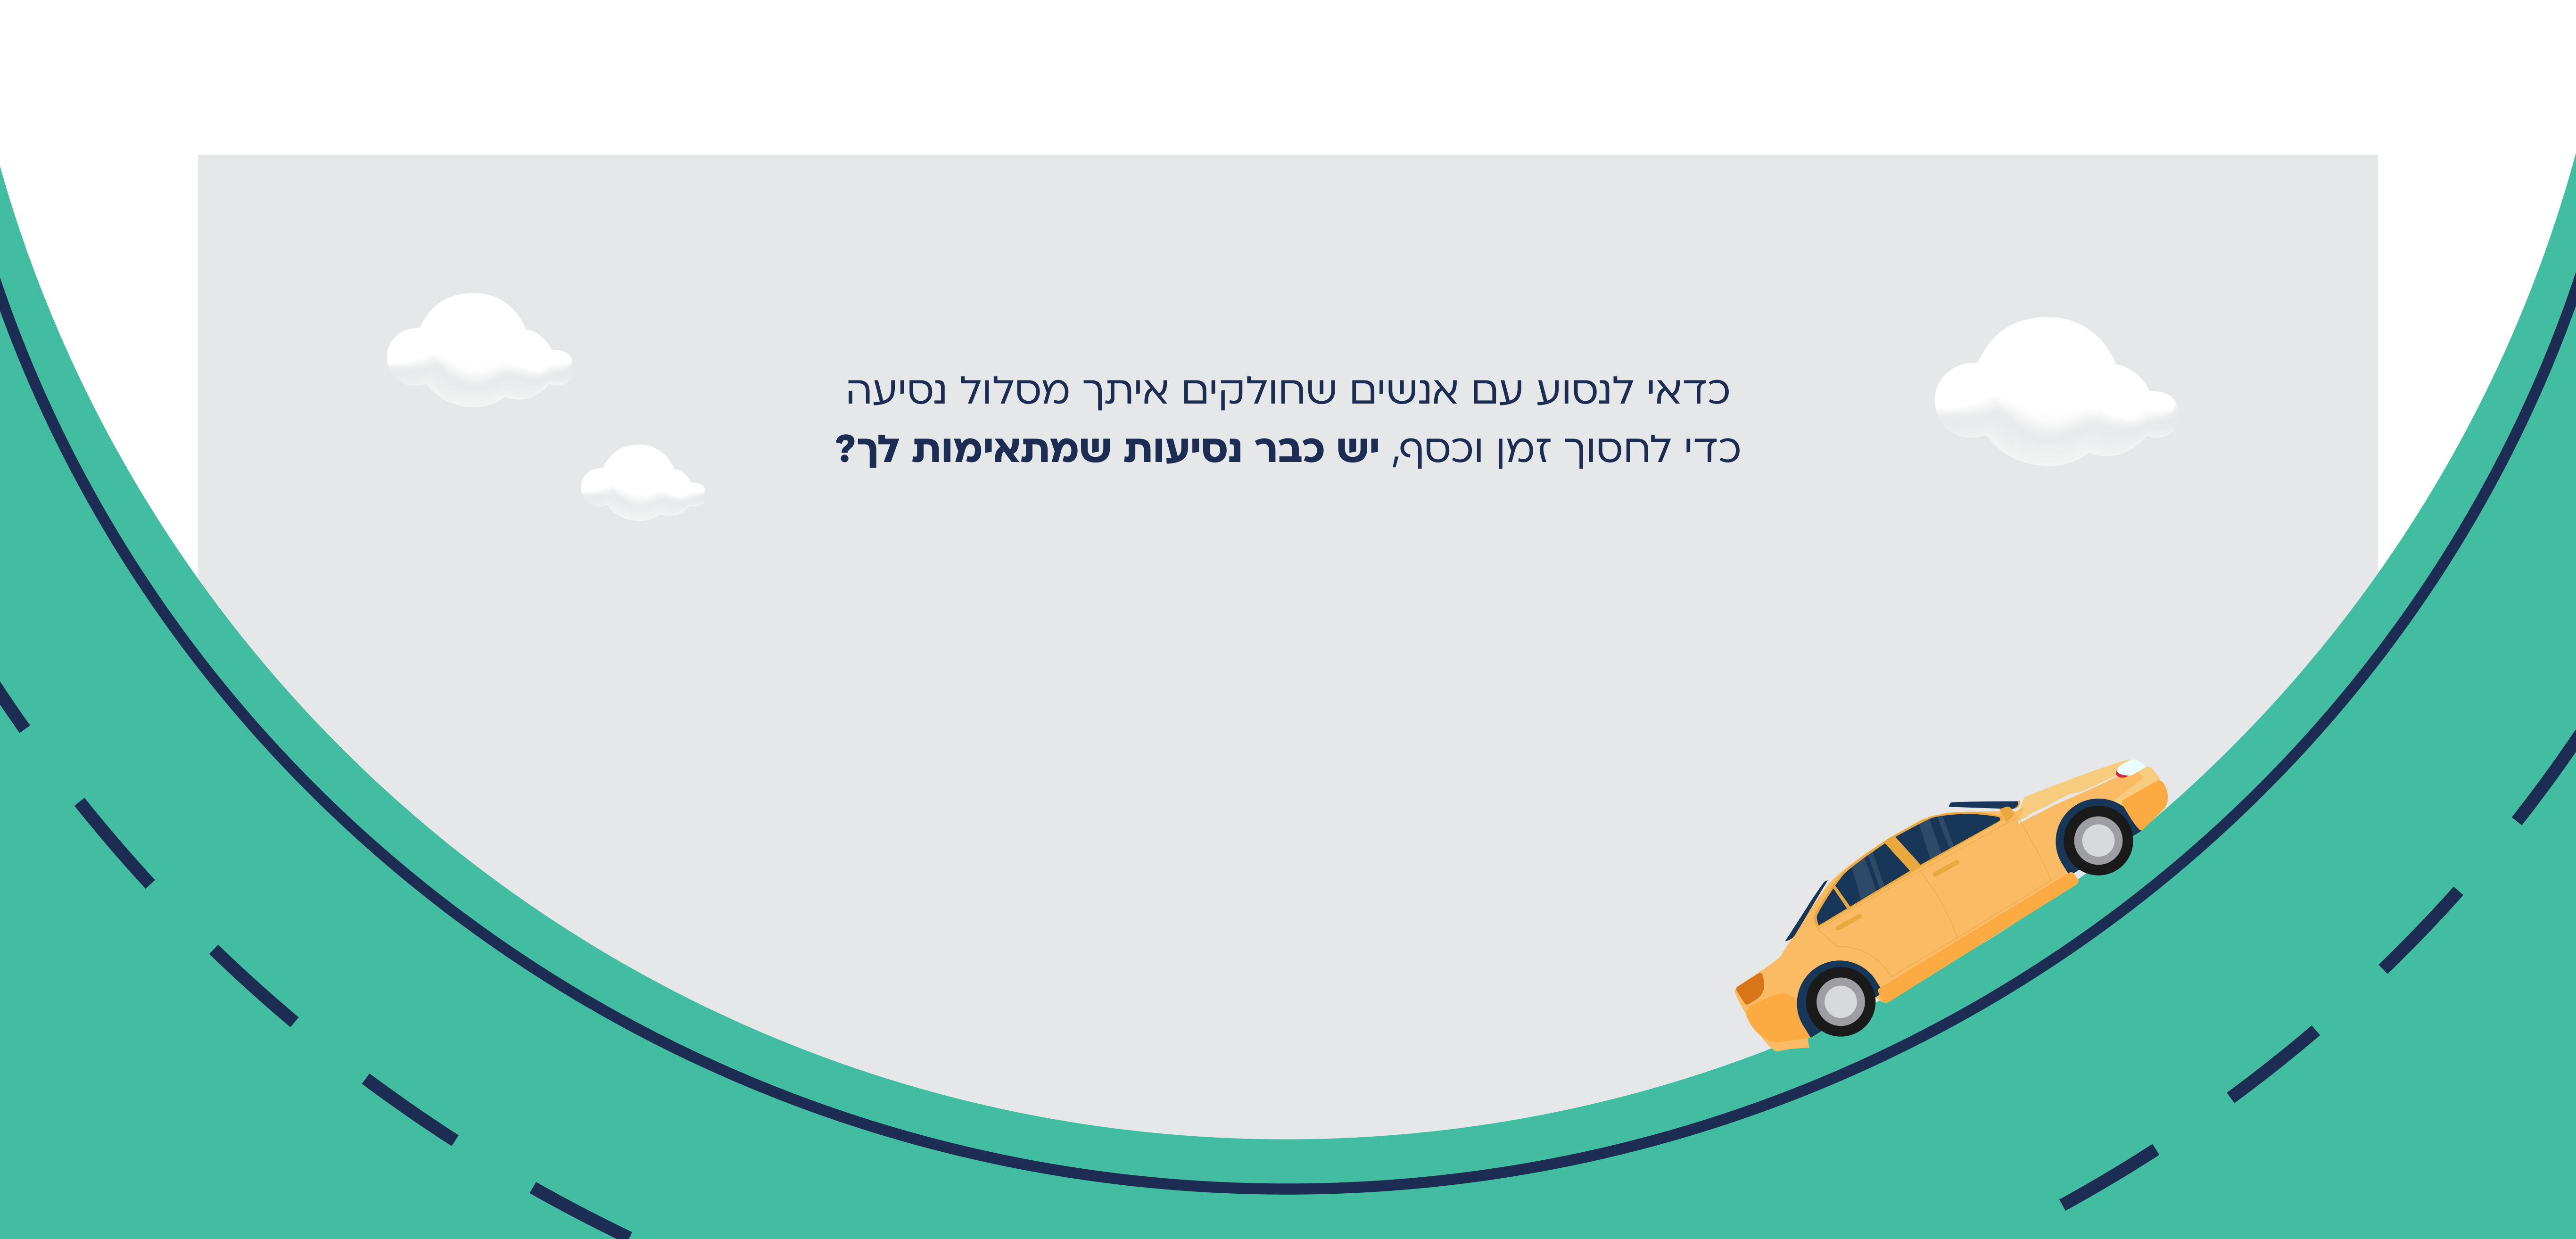 כדאי לנסוע עם אנשים שחולקים איתך מסלול נסיעה
כדי לחסוך זמן וכסף, יש כבר נסיעות שמתאימות לך?